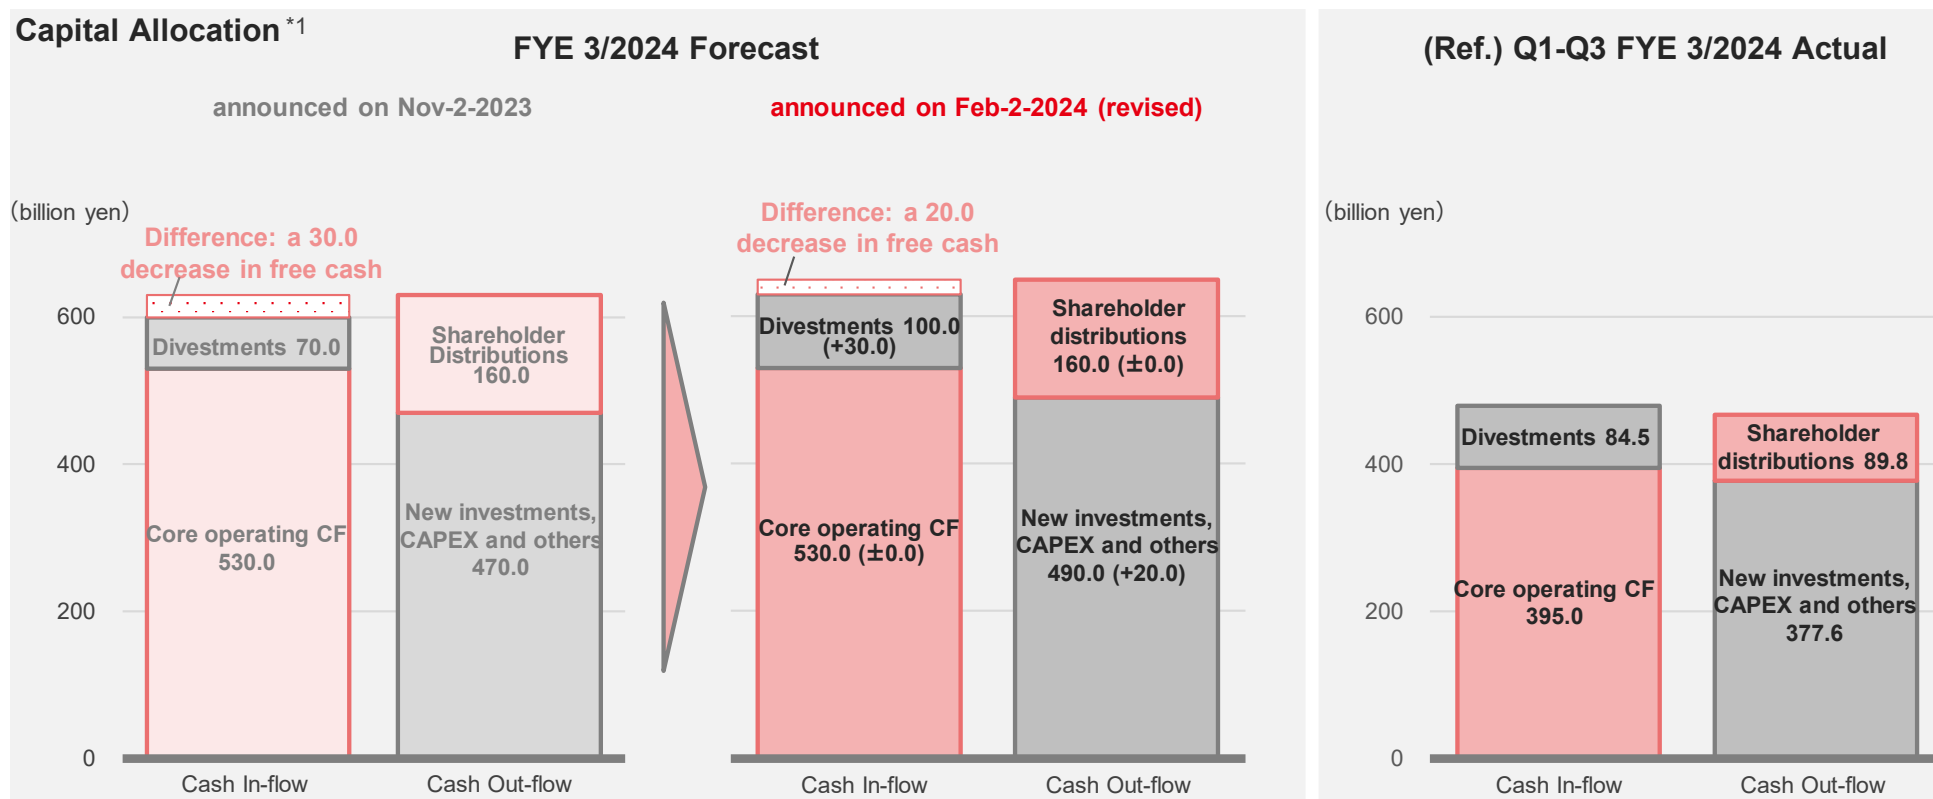 Capital Allocation *1
FYE 3/2024 Forecast
announced on Nov-2-2023
announced on Feb-2-2024 (revised)
(billion yen)
Difference: a 30.0
decrease in free cash
600
400
200
0
Divestments 70.0
Core operating CF
530.0
Cash In-flow
Shareholder
Distributions
160.0
New investments,
CAPEX and others
470.0
Cash Out-flow
Difference: a 20.0
decrease in free cash
Divestments 100.0
(+30.0)
Core operating CF
530.0 (±0.0)
Cash In-flow
Shareholder
distributions
160.0 (±0.0)
New investments,
CAPEX and others
490.0 (+20.0)
Cash Out-flow
(Ref.) Q1-Q3 FYE 3/2024 Actual
(billion yen)
600
400
200
0
Divestments 84.5
Core operating CF
395.0
Cash In-flow
Shareholder
distributions 89.8
New investments,
CAPEX and others
377.6
Cash Out-flow